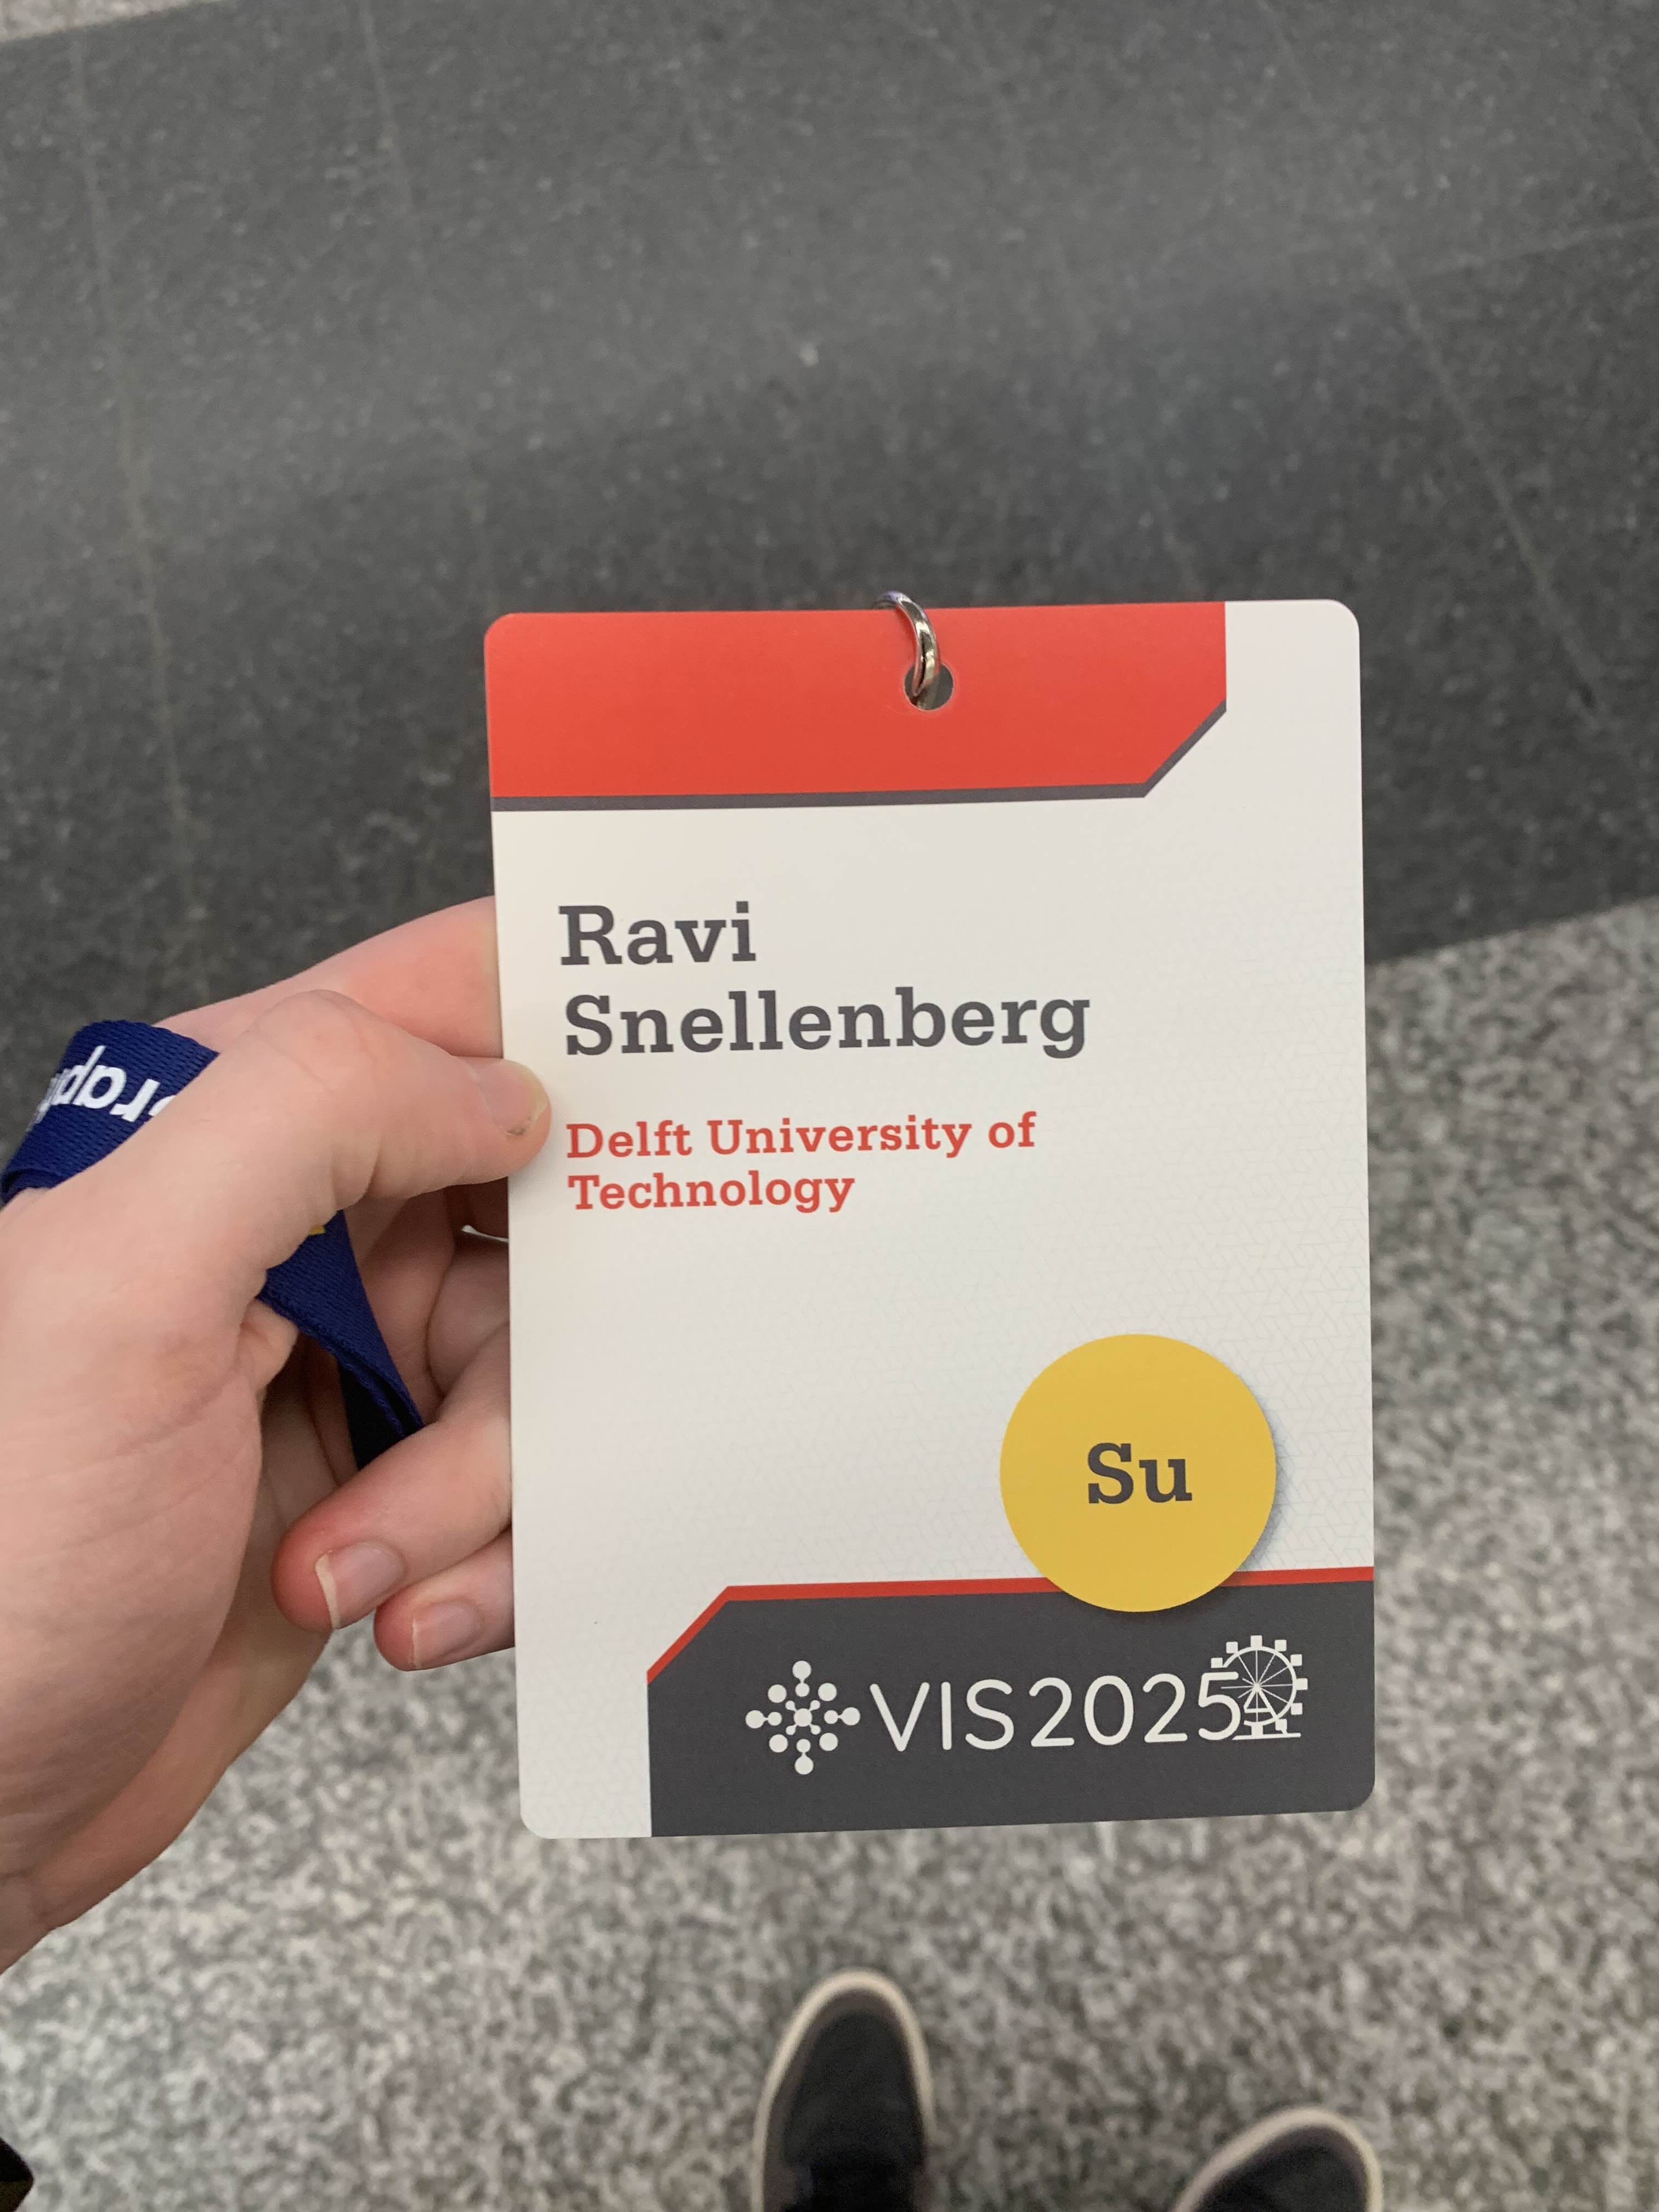 Ravi
Snellenberg
Delft University of
Technology
Su
VIS2025